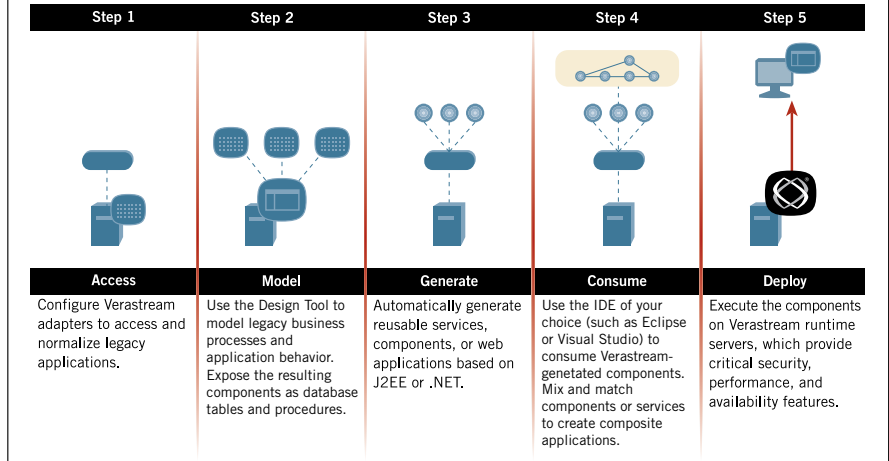 Step 1
Step 2
Step 3
Step 4
Step 5
Access
Model
Generate
Consume
Deploy
Configure Verastream
adapters to access and
normalize legacy
applications.
Use the Design Tool to
model legacy business
processes and
application behavior.
Expose the resulting
components as database
tables and procedures.
Automatically generate
reusable services,
components, or web
applications based on
J2EE or .NET.
Use the IDE of your
choice (such as Eclipse
or Visual Studio) to
consume Verastream-
genetated components.
Mix and match
components or services
to create composite
applications.
Execute the components
on Verastream runtime
servers, which provide
critical security,
performance, and
availability features.